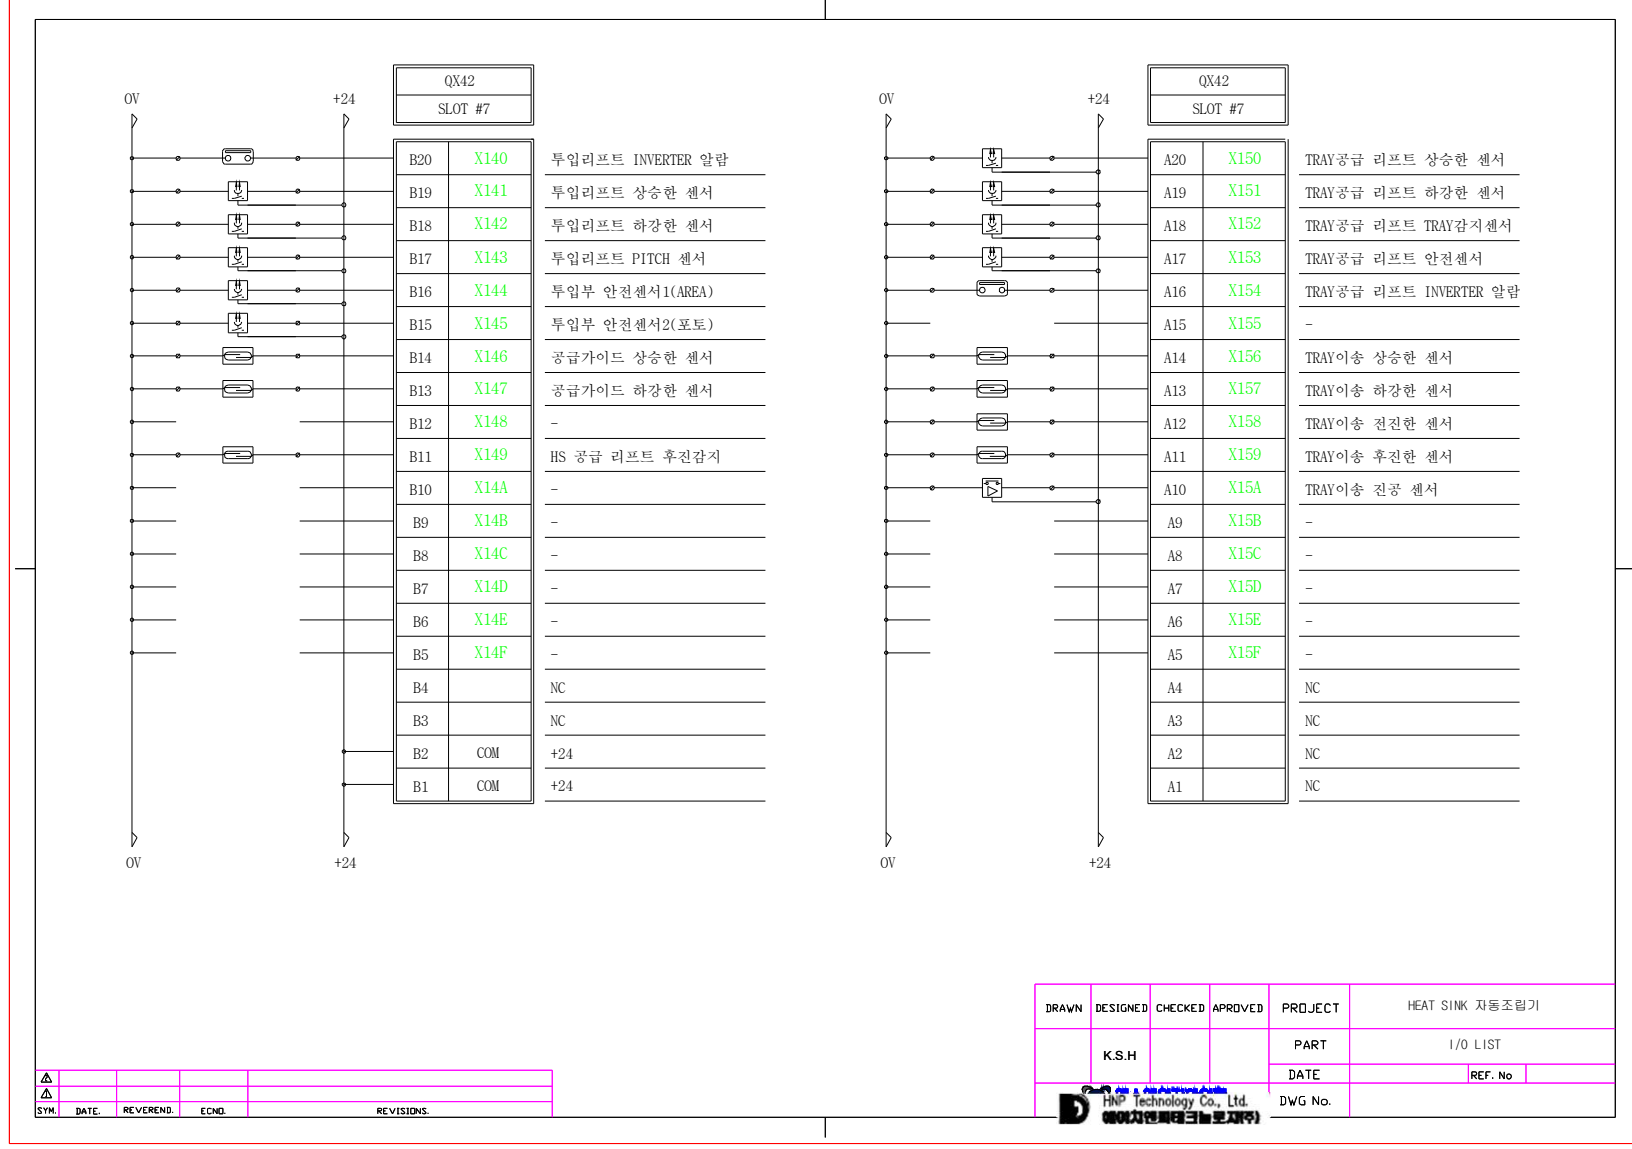 QX42
SLOT #7
0V
+24
B20 X140 투입리프트 INVERTER 알람
B19 X141 투입리프트 상승한 센서
B18 X142 투입리프트 하강한 센서
B17 X143 투입리프트 PITCH 센서
B16 X144 투입부 안전센서1(AREA)
B15 X145 투입부 안전센서2(포토)
B14 X146 공급가이드 상승한 센서
B13 X147 공급가이드 하강한 센서
B12 X148 -
B11 X149 HS 공급 리프트 후진감지
B10 X14A -
B9 X14B -
B8 X14C -
B7 X14D -
B6 X14E -
B5 X14F -
B4 NC
B3 NC
B2 COM +24
B1 COM +24
0V
+24
QX42
SLOT #7
0V
+24
A20 X150 TRAY공급 리프트 상승한 센서
A19 X151 TRAY공급 리프트 하강한 센서
A18 X152 TRAY공급 리프트 TRAY감지센서
A17 X153 TRAY공급 리프트 안전센서
A16 X154 TRAY공급 리프트 INVERTER 알람
A15 X155 -
A14 X156 TRAY이송 상승한 센서
A13 X157 TRAY이송 하강한 센서
A12 X158 TRAY이송 전진한 센서
A11 X159 TRAY이송 후진한 센서
A10 X15A TRAY이송 진공 센서
A9 X15B -
A8 X15C -
A7 X15D -
A6 X15E -
A5 X15F -
A4 NC
A3 NC
A2 NC
A1 NC
0V
+24
DRAWN DESIGNED CHECKED APPROVED PROJECT HEAT SINK 자동조립기
K.S.H
PART I/O LIST
DATE REF. No
DWG No.
HNP Technology Co., Ltd.
에이치엔피테크놀로지(주)
SYM. DATE. REVEREND. ECNO. REVISIONS.